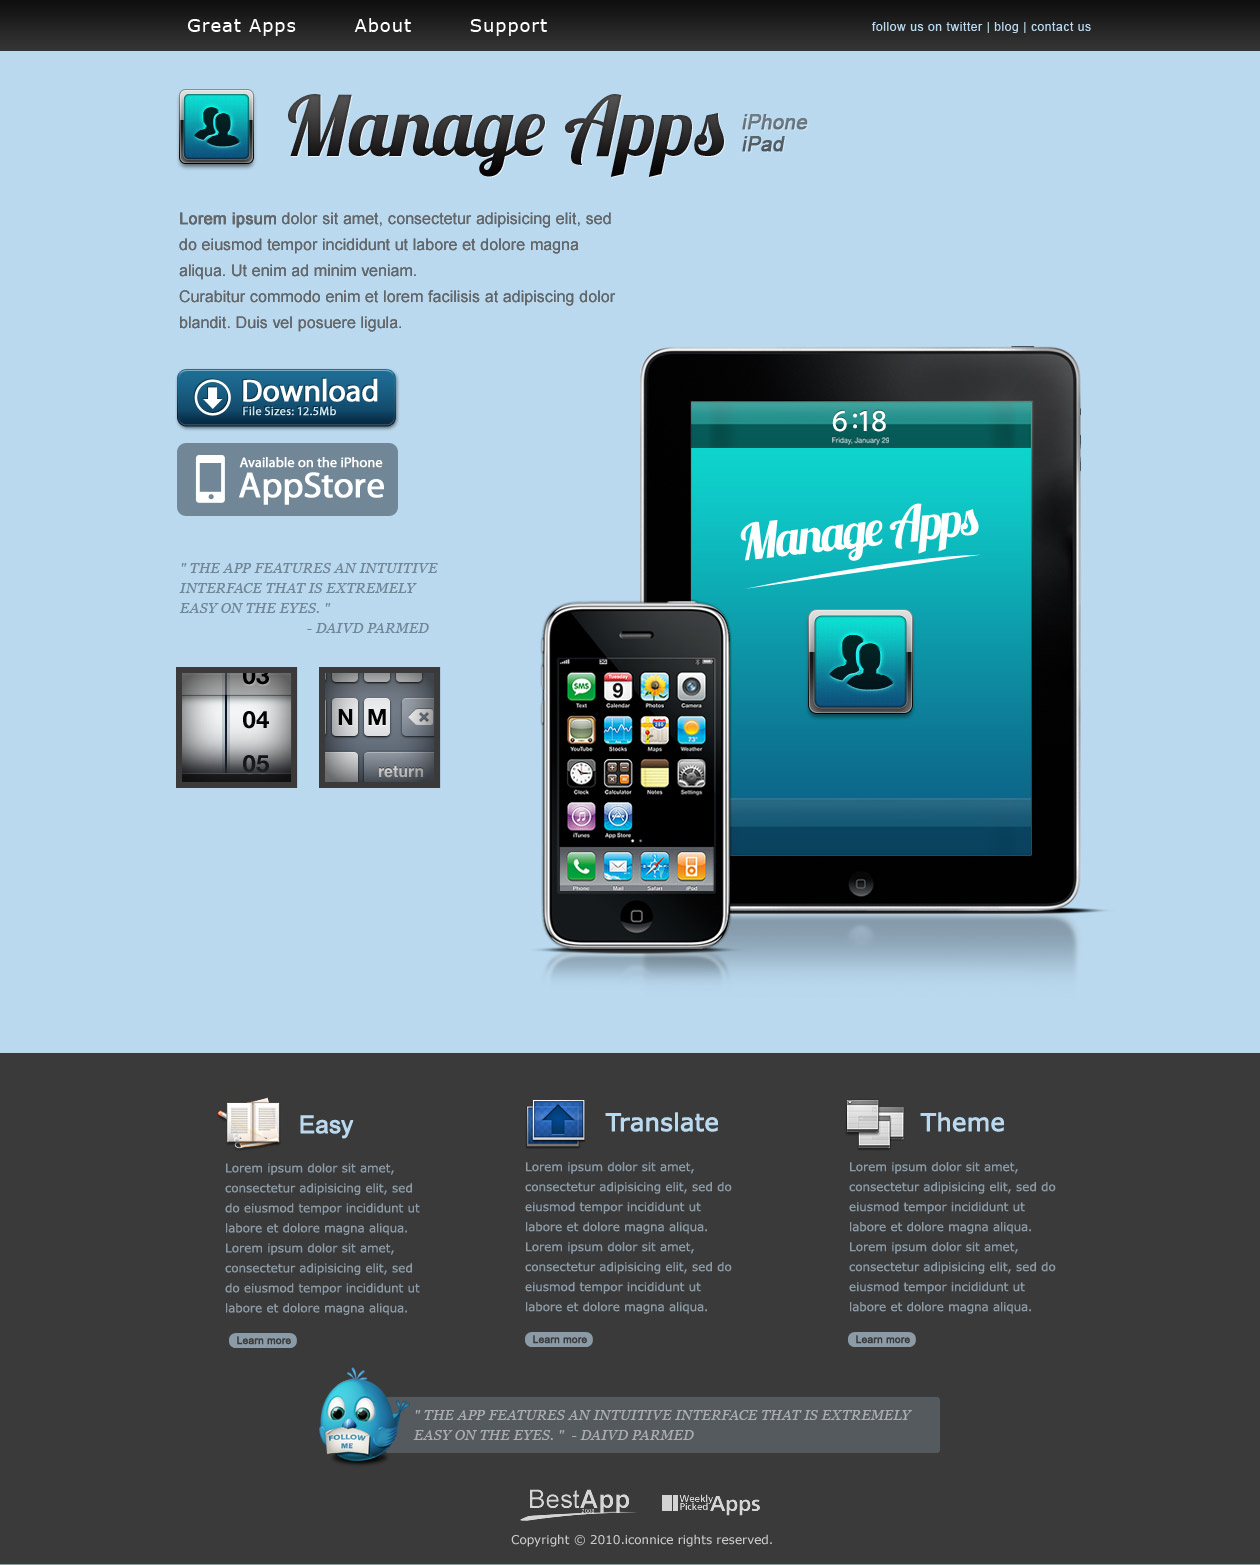 Great Apps About Support
follow us on twitter | blog | contact us
Manage Apps
iPhone
iPad
Lorem ipsum dolor sit amet, consectetur adipisicing elit, sed
do eiusmod tempor incididunt ut labore et dolore magna
aliqua. Ut enim ad minim veniam.
Curabitur commodo enim et lorem facilisis at adipiscing dolor
blandit. Duis vel posuere ligula.
Download
File Sizes: 12.5Mb
Available on the iPhone
AppStore
" THE APP FEATURES AN INTUITIVE
INTERFACE THAT IS EXTREMELY
EASY ON THE EYES. "
- DAIVD PARMED
03
04
05
N M
return
6:18
Friday, January 29
Manage Apps
3G
SMS Tuesday 9 280
Text Calendar Photos Camera
73°
YouTube Stocks Maps Weather
Clock Calculator Notes Settings
iTunes App Store
Phone Mail Safari iPod
Easy
Lorem ipsum dolor sit amet,
consectetur adipisicing elit, sed
do eiusmod tempor incididunt ut
labore et dolore magna aliqua.
Lorem ipsum dolor sit amet,
consectetur adipisicing elit, sed
do eiusmod tempor incididunt ut
labore et dolore magna aliqua.
Learn more
Translate
Lorem ipsum dolor sit amet,
consectetur adipisicing elit, sed do
eiusmod tempor incididunt ut
labore et dolore magna aliqua.
Lorem ipsum dolor sit amet,
consectetur adipisicing elit, sed do
eiusmod tempor incididunt ut
labore et dolore magna aliqua.
Learn more
Theme
Lorem ipsum dolor sit amet,
consectetur adipisicing elit, sed do
eiusmod tempor incididunt ut
labore et dolore magna aliqua.
Lorem ipsum dolor sit amet,
consectetur adipisicing elit, sed do
eiusmod tempor incididunt ut
labore et dolore magna aliqua.
Learn more
FOLLOW
ME
" THE APP FEATURES AN INTUITIVE INTERFACE THAT IS EXTREMELY
EASY ON THE EYES. " - DAIVD PARMED
BestApp
Weekly
Picked Apps
Copyright © 2010.iconnice rights reserved.